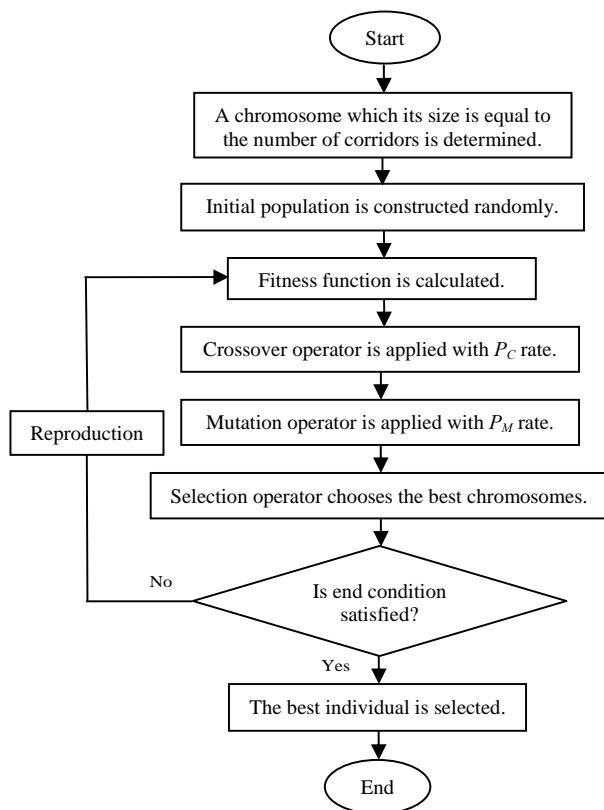 Start
A chromosome which its size is equal to
the number of corridors is determined.
Initial population is constructed randomly.
Fitness function is calculated.
Crossover operator is applied with P_C rate.
Mutation operator is applied with P_M rate.
Reproduction
Selection operator chooses the best chromosomes.
No
Is end condition
satisfied?
Yes
The best individual is selected.
End